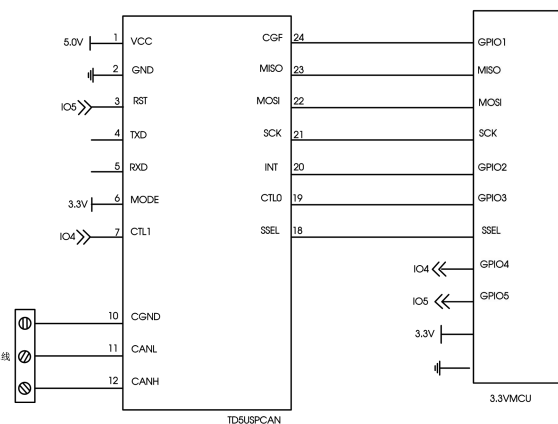 5.0V 1 VCC CGF 24 GPIO1
2 GND MISO 23 MISO
IO5 3 RST MOSI 22 MOSI
4 TXD SCK 21 SCK
5 RXD INT 20 GPIO2
3.3V 6 MODE CTL0 19 GPIO3
IO4 7 CTL1 SSEL 18 SSEL
IO4 GPIO4
IO5 GPIO5
10 CGND
3.3V
线 11 CANL
12 CANH
3.3VMCU
TD5USPCAN